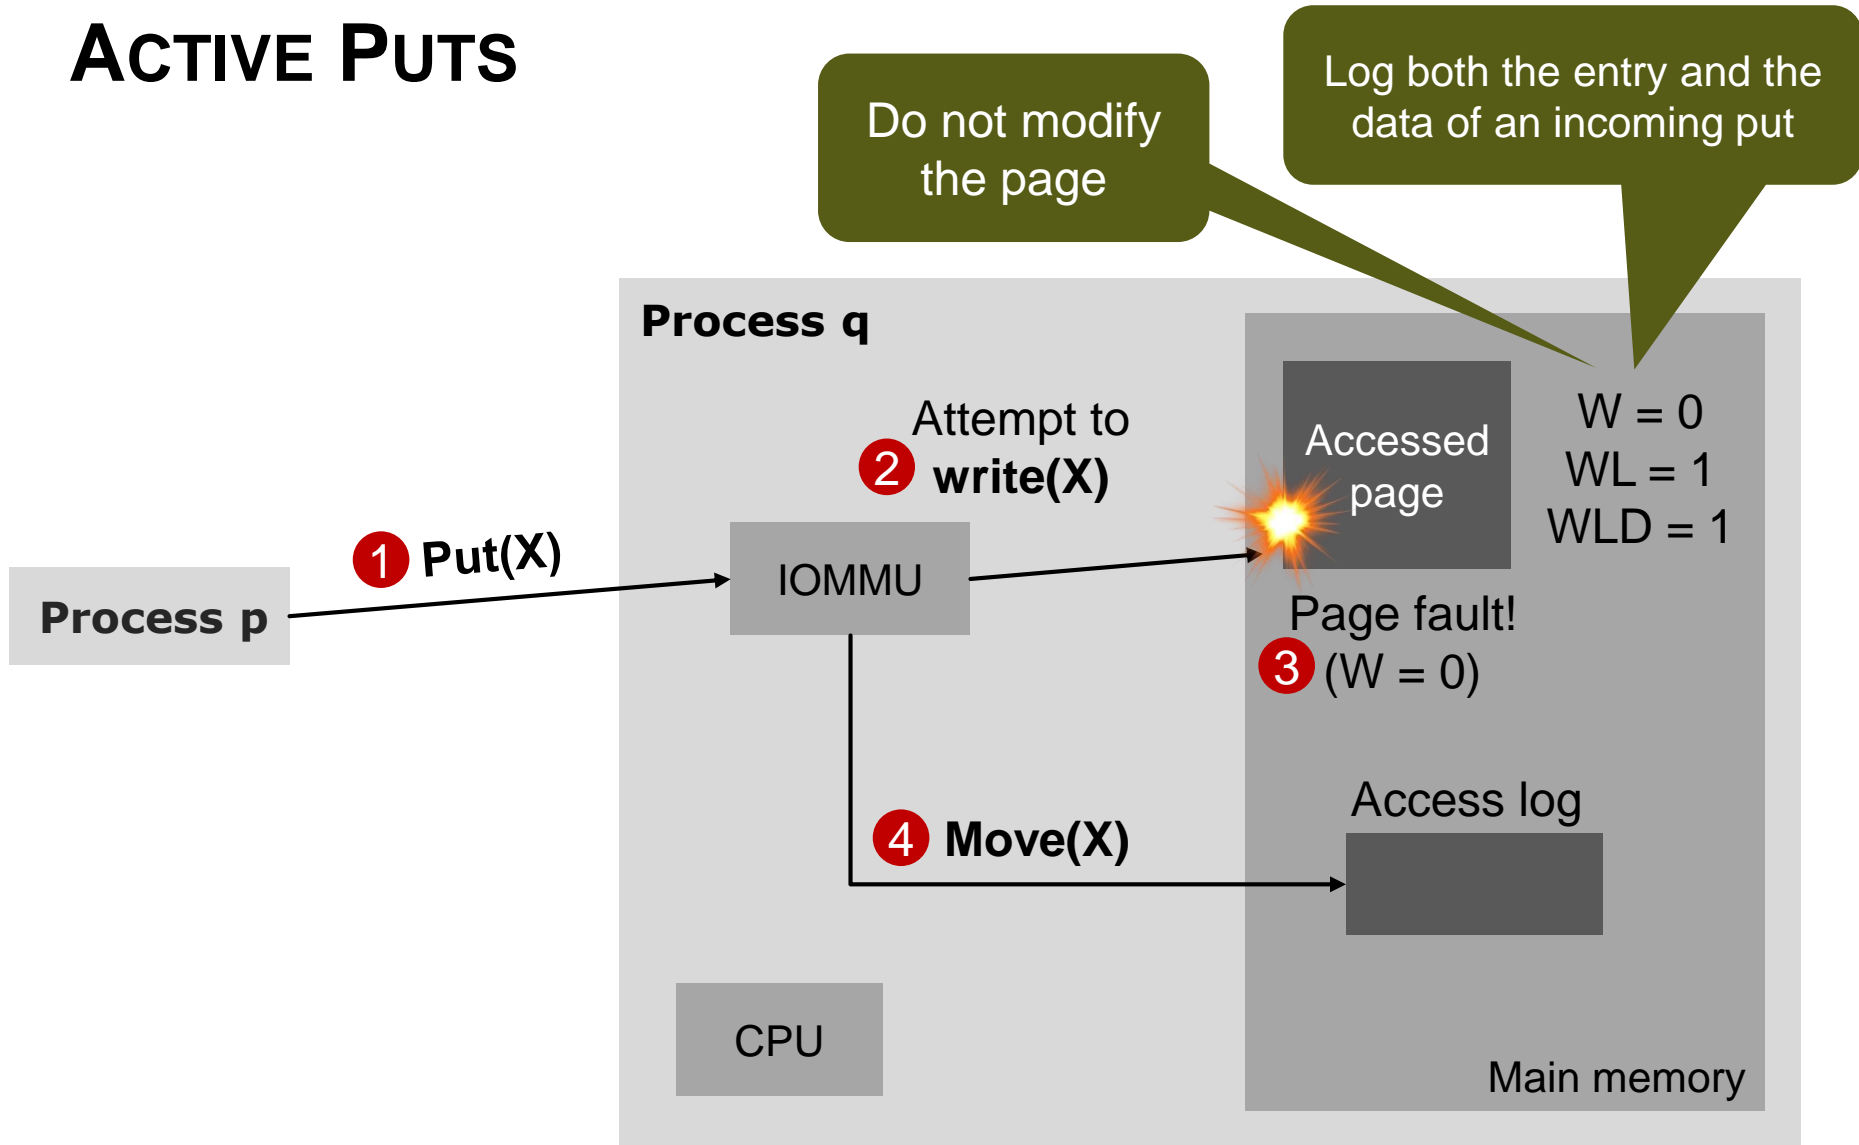 ACTIVE PUTS
Do not modify
the page
Log both the entry and the
data of an incoming put
Process q
Attempt to
2 write(X)
Accessed
page
W = 0
WL = 1
WLD = 1
1 Put(X)
IOMMU
Process p
Page fault!
3 (W = 0)
Access log
4 Move(X)
CPU
Main memory